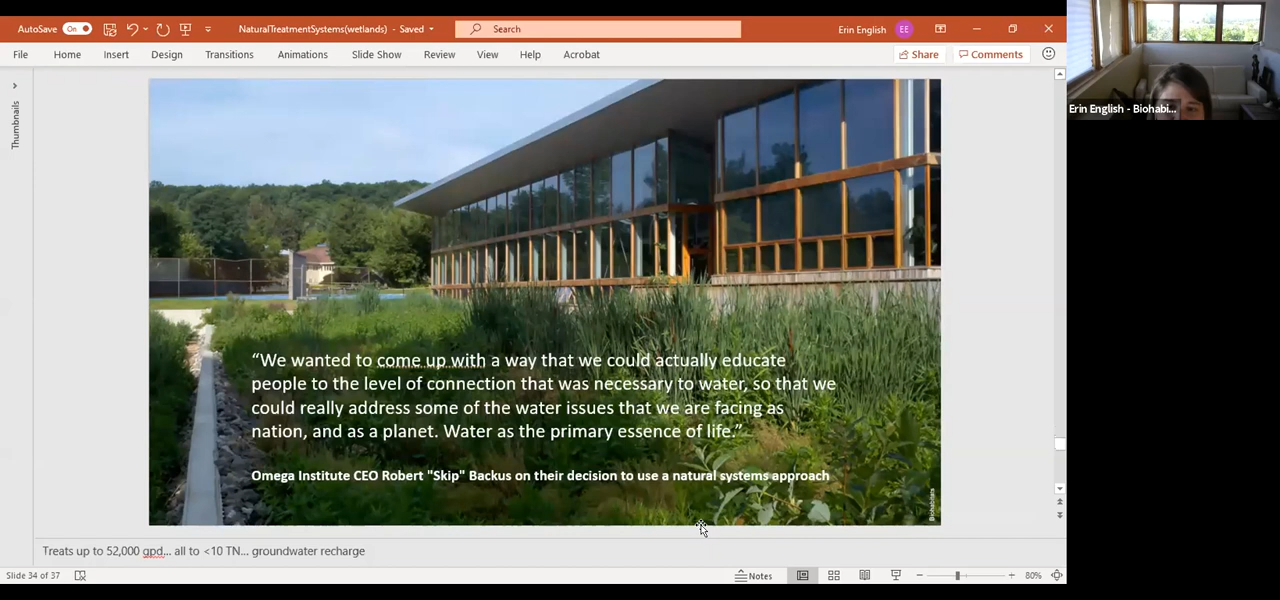 AutoSave On NaturalTreatmentSystems(wetlands) - Saved Search Erin English EE
File Home Insert Design Transitions Animations Slide Show Review View Help Acrobat Share Comments
Erin English - Biohabi...
Thumbnails
“We wanted to come up with a way that we could actually educate
people to the level of connection that was necessary to water, so that we
could really address some of the water issues that we are facing as
nation, and as a planet. Water as the primary essence of life.”
Omega Institute CEO Robert "Skip" Backus on their decision to use a natural systems approach
Biohabitats
Treats up to 52,000 gpd... all to <10 TN... groundwater recharge
Slide 34 of 37 Notes 80%